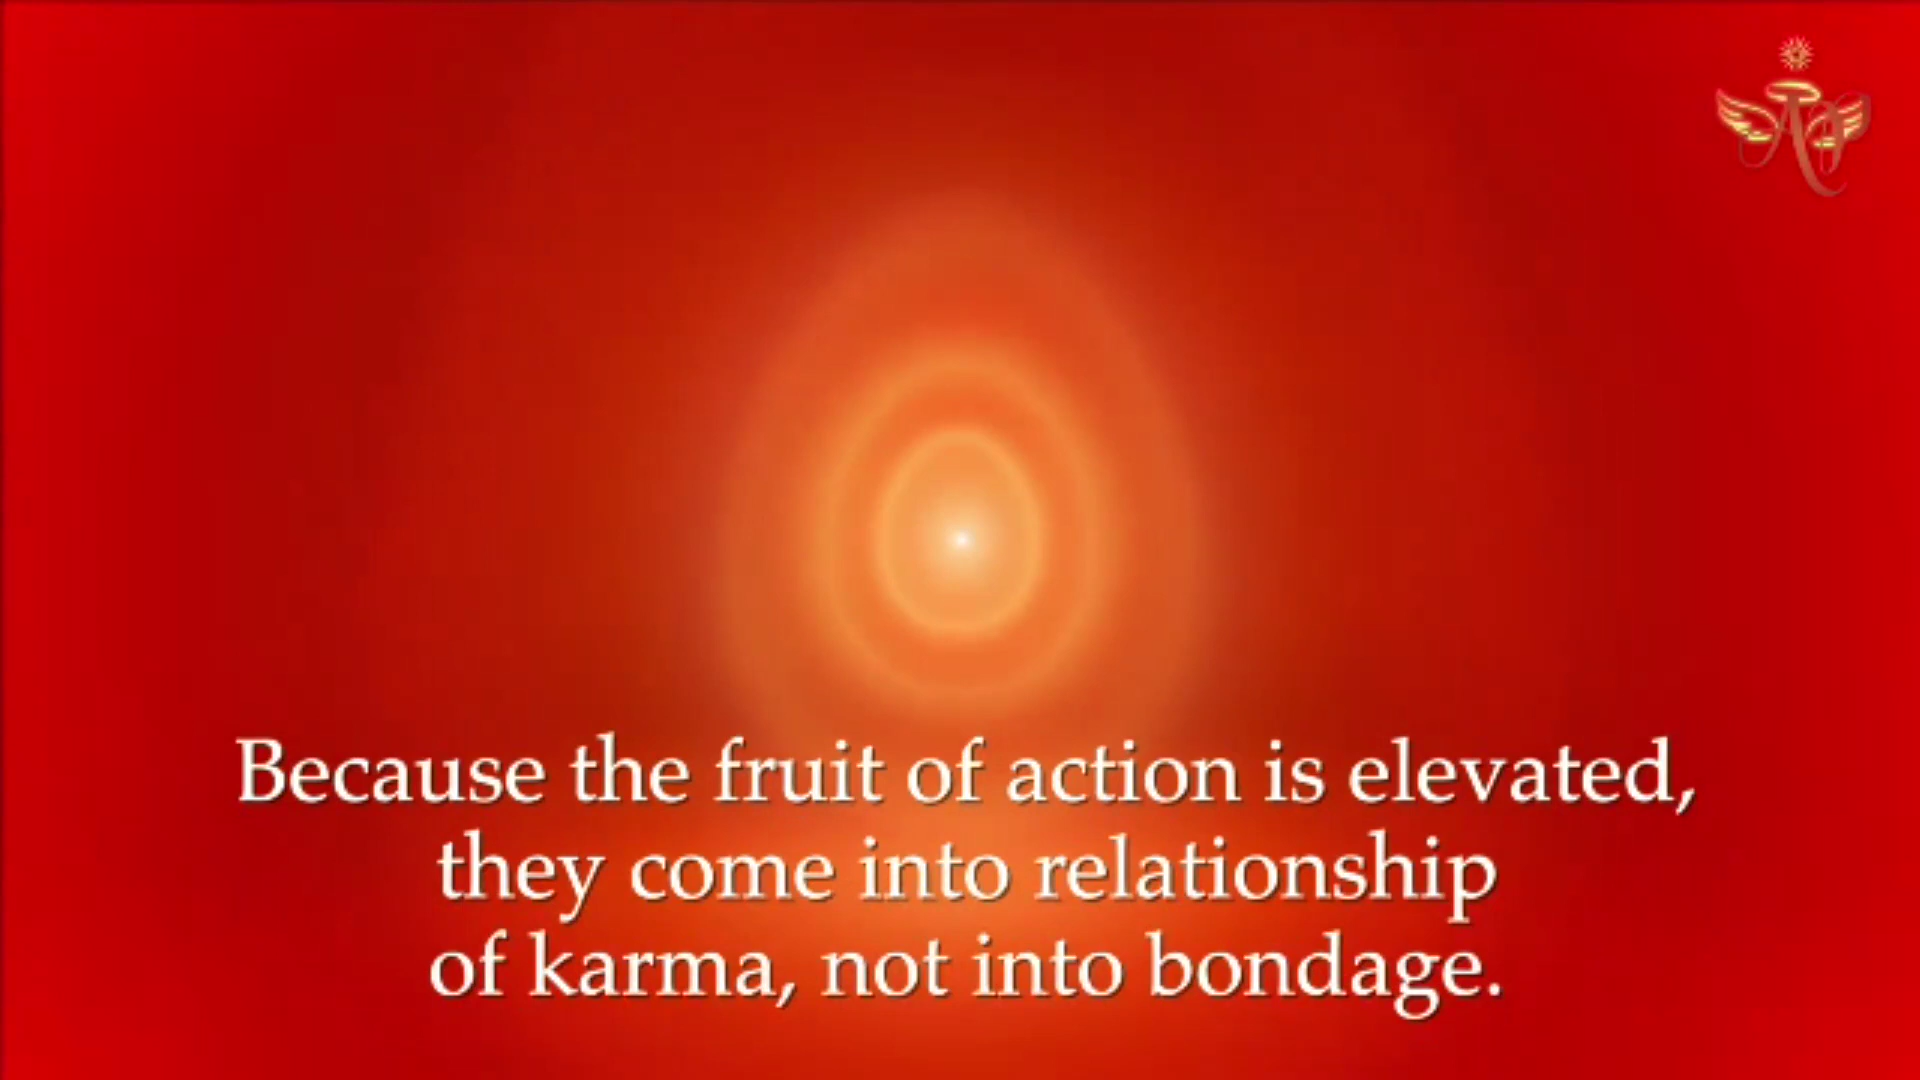 Because the fruit of action is elevated,
they come into relationship
of karma, not into bondage.